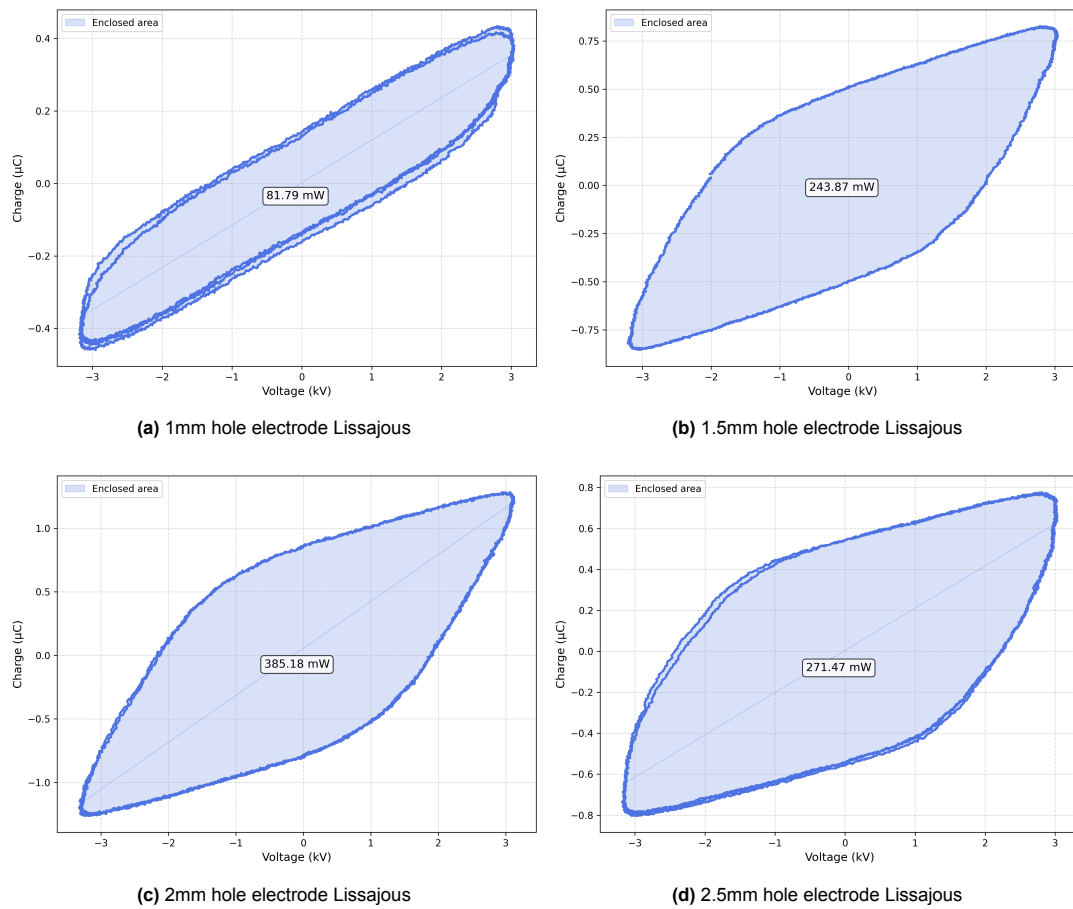 Enclosed area
0.4
0.2
0.0
−0.2
−0.4
Charge (µC)
81.79 mW
−3 −2 −1 0 1 2 3
Voltage (kV)
(a) 1mm hole electrode Lissajous
Enclosed area
0.75
0.50
0.25
0.00
−0.25
−0.50
−0.75
Charge (µC)
243.87 mW
−3 −2 −1 0 1 2 3
Voltage (kV)
(b) 1.5mm hole electrode Lissajous
Enclosed area
1.0
0.5
0.0
−0.5
−1.0
Charge (µC)
385.18 mW
−3 −2 −1 0 1 2 3
Voltage (kV)
(c) 2mm hole electrode Lissajous
Enclosed area
0.8
0.6
0.4
0.2
0.0
−0.2
−0.4
−0.6
−0.8
Charge (µC)
271.47 mW
−3 −2 −1 0 1 2 3
Voltage (kV)
(d) 2.5mm hole electrode Lissajous